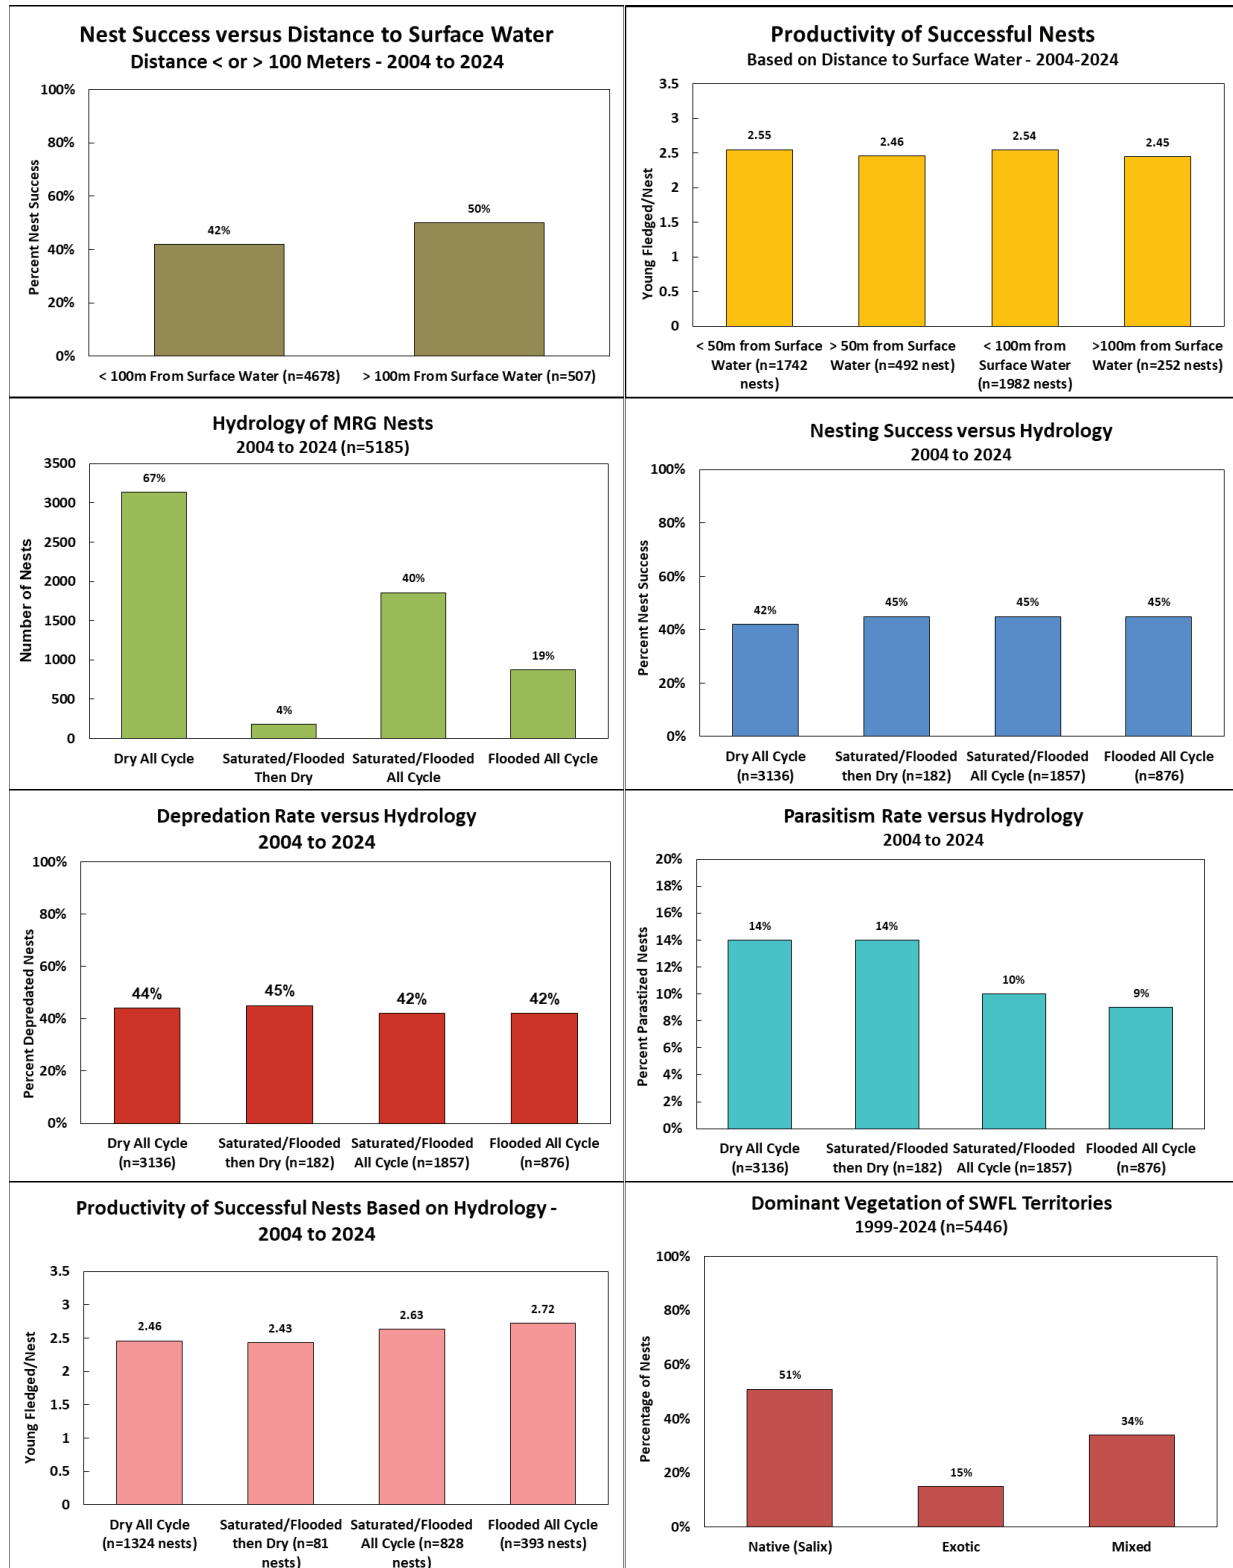 Nest Success versus Distance to Surface Water
Distance < or > 100 Meters - 2004 to 2024
Percent Nest Success
100%
80%
60%
40%
20%
0%
42%
50%
< 100m From Surface Water (n=4678)
> 100m From Surface Water (n=507)
Productivity of Successful Nests
Based on Distance to Surface Water - 2004-2024
Young Fledged/Nest
3.5
3
2.5
2
1.5
1
0.5
0
2.55
2.46
2.54
2.45
< 50m from Surface
Water (n=1742
nests)
> 50m from Surface
Water (n=492 nest)
< 100m from
Surface Water
(n=1982 nests)
>100m from Surface
Water (n=252 nests)
Hydrology of MRG Nests
2004 to 2024 (n=5185)
Number of Nests
3500
3000
2500
2000
1500
1000
500
0
67%
4%
40%
19%
Dry All Cycle
Saturated/Flooded
Then Dry
Saturated/Flooded
All Cycle
Flooded All Cycle
Nesting Success versus Hydrology
2004 to 2024
Percent Nest Success
100%
80%
60%
40%
20%
0%
42%
45%
45%
45%
Dry All Cycle
(n=3136)
Saturated/Flooded
then Dry (n=182)
Saturated/Flooded
All Cycle (n=1857)
Flooded All Cycle
(n=876)
Depredation Rate versus Hydrology
2004 to 2024
Percent Depredated Nests
100%
80%
60%
40%
20%
0%
44%
45%
42%
42%
Dry All Cycle
(n=3136)
Saturated/Flooded
then Dry (n=182)
Saturated/Flooded
All Cycle (n=1857)
Flooded All Cycle
(n=876)
Parasitism Rate versus Hydrology
2004 to 2024
Percent Parastized Nests
20%
18%
16%
14%
12%
10%
8%
6%
4%
2%
0%
14%
14%
10%
9%
Dry All Cycle
(n=3136)
Saturated/Flooded
then Dry (n=182)
Saturated/Flooded
All Cycle (n=1857)
Flooded All Cycle
(n=876)
Productivity of Successful Nests Based on Hydrology -
2004 to 2024
Young Fledged/Nest
3.5
3
2.5
2
1.5
1
0.5
0
2.46
2.43
2.63
2.72
Dry All Cycle
(n=1324 nests)
Saturated/Flooded
then Dry (n=81
nests)
Saturated/Flooded
All Cycle (n=828
nests)
Flooded All Cycle
(n=393 nests)
Dominant Vegetation of SWFL Territories
1999-2024 (n=5446)
Percentage of Nests
100%
80%
60%
40%
20%
0%
51%
15%
34%
Native (Salix)
Exotic
Mixed